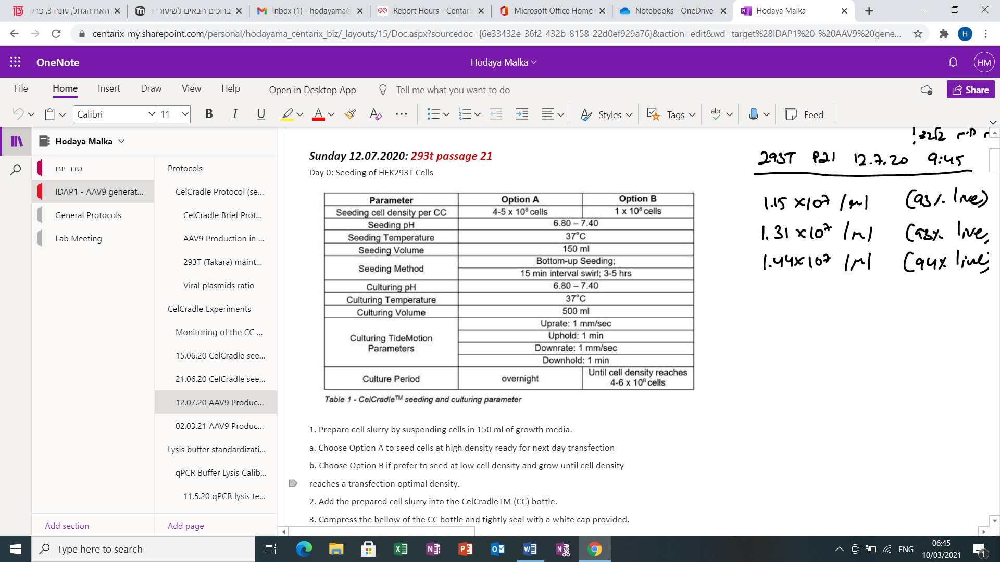 האח הגדול, עונה 3, פרק
ברוכים הבאים לשיעורי
Inbox (1) - hodayama@
Report Hours - Centari
Microsoft Office Home
Notebooks - OneDrive
Hodaya Malka
centarix-my.sharepoint.com/personal/hodayama_centarix_biz/_layouts/15/Doc.aspx?sourcedoc={6e33432e-36f2-432b-8158-22d0ef929a76}&action=edit&wd=target%28IDAP1%20-%20AAV9%20gene...
H
OneNote
Hodaya Malka
HM
File Home Insert Draw View Help Open in Desktop App Tell me what you want to do
Share
Calibri 11 B I U A Styles Tags abc Feed
Hodaya Malka
סדר יום
IDAP1 - AAV9 generat...
General Protocols
Lab Meeting
Add section
Protocols
CelCradle Protocol (se...
CelCradle Brief Prot...
AAV9 Production in ...
293T (Takara) maint...
Viral plasmids ratio
CelCradle Experiments
Monitoring of the CC ...
15.06.20 CelCradle see...
21.06.20 CelCradle see...
12.07.20 AAV9 Produc...
02.03.21 AAV9 Produc...
Lysis buffer standardizati...
qPCR Buffer Lysis Calib...
11.5.20 qPCR lysis te...
Add page
Sunday 12.07.2020: 293t passage 21
Day 0: Seeding of HEK293T Cells
Parameter Option A Option B
Seeding cell density per CC 4-5 x 10⁸ cells 1 x 10⁸ cells
Seeding pH 6.80 – 7.40
Seeding Temperature 37°C
Seeding Volume 150 ml
Seeding Method Bottom-up Seeding;
15 min interval swirl; 3-5 hrs
Culturing pH 6.80 – 7.40
Culturing Temperature 37°C
Culturing Volume 500 ml
Culturing TideMotion Parameters Uprate: 1 mm/sec
Uphold: 1 min
Downrate: 1 mm/sec
Downhold: 1 min
Culture Period overnight Until cell density reaches 4-6 x 10⁸ cells
Table 1 - CelCradle™ seeding and culturing parameter
1. Prepare cell slurry by suspending cells in 150 ml of growth media.
a. Choose Option A to seed cells at high density ready for next day transfection
b. Choose Option B if prefer to seed at low cell density and grow until cell density
reaches a transfection optimal density.
2. Add the prepared cell slurry into the CelCradleTM (CC) bottle.
3. Compress the bellow of the CC bottle and tightly seal with a white cap provided.
293T P21 12.7.20 9:45
1.15 x10⁷ /ml (93% live)
1.31 x10⁷ /ml (93% live)
1.44x10⁷ /ml (94% live)
Type here to search
ENG
06:45
10/03/2021
1